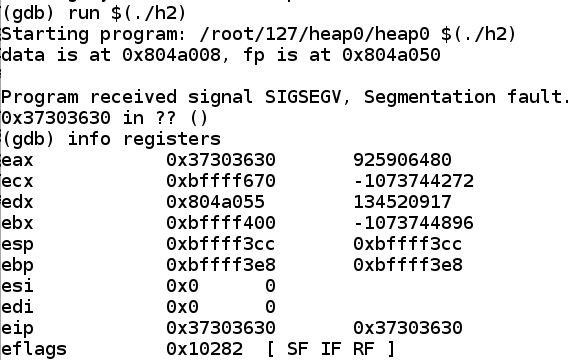 (gdb) run $(./h2)
Starting program: /root/127/heap0/heap0 $(./h2)
data is at 0x804a008, fp is at 0x804a050

Program received signal SIGSEGV, Segmentation fault.
0x37303630 in ?? ()
(gdb) info registers
eax            0x37303630       925906480
ecx            0xbffff670       -1073744272
edx            0x804a055        134520917
ebx            0xbffff400       -1073744896
esp            0xbffff3cc       0xbffff3cc
ebp            0xbffff3e8       0xbffff3e8
esi            0x0      0
edi            0x0      0
eip            0x37303630       0x37303630
eflags         0x10282  [ SF IF RF ]